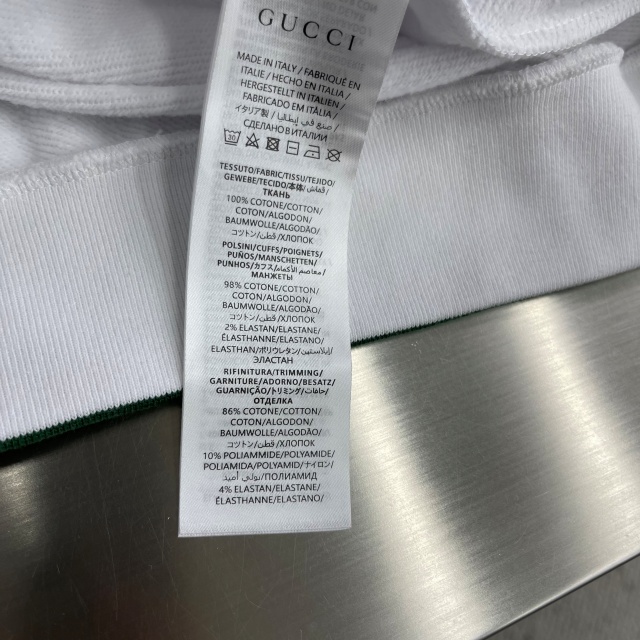 GUCCI
MADE IN ITALY / FABRIQUÉ EN
ITALIE / HECHO EN ITALIA /
HERGESTELLT IN ITALIEN /
FABRICADO EM ITÁLIA /
イタリア製 / صنع في إيطاليا /
СДЕЛАНО В ИТАЛИИ
TESSUTO/FABRIC/TISSU/TEJIDO/
GEWEBE/TECIDO/本体/قماش/
ТКАНЬ
100% COTONE/COTTON/
COTON/ALGODON/
BAUMWOLLE/ALGODÃO/
コットン/قطن/ХЛОПОК
POLSINI/CUFFS/POIGNETS/
PUÑOS/MANSCHETTEN/
PUNHOS/カフス/معاصم الأكمام/
МАНЖЕТЫ
98% COTONE/COTTON/
COTON/ALGODON/
BAUMWOLLE/ALGODÃO/
コットン/قطن/ХЛОПОК
2% ELASTAN/ELASTANE/
ÉLASTHANNE/ELASTANO/
ELASTHAN/ポリウレタン/إيلاستين/
ЭЛАСТАН
RIFINITURA/TRIMMING/
GARNITURE/ADORNO/BESATZ/
GUARNIÇÃO/トリミング/حاجات/
ОТДЕЛКА
86% COTONE/COTTON/
COTON/ALGODON/
BAUMWOLLE/ALGODÃO/
コットン/قطن/ХЛОПОК
10% POLIAMMIDE/POLYAMIDE/
POLIAMIDA/POLYAMID/ナイロン/
بولي أميد/ПОЛИАМИД
4% ELASTAN/ELASTANE/
ÉLASTHANNE/ELASTANO/